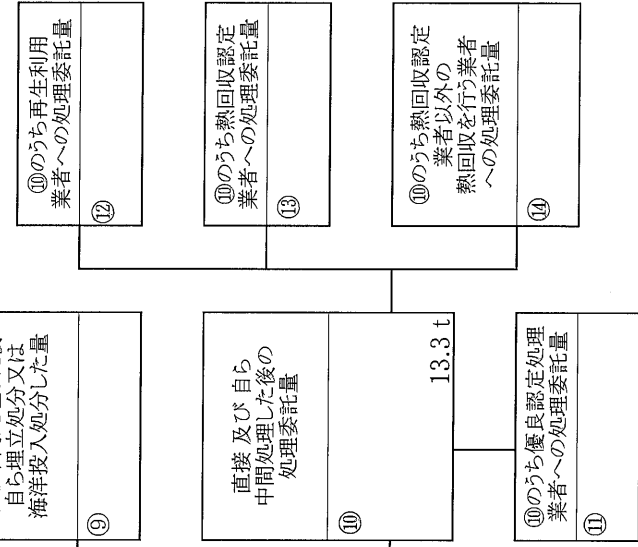 自ら埋立処分又は
海洋投入処分した量
⑨
直接 及び 自ら
中間処理した後の
処理委託量
⑩
13.3 t
⑩のうち優良認定処理
業者への処理委託量
⑪
⑩のうち再生利用
業者への処理委託量
⑫
⑩のうち熱回収認定
業者への処理委託量
⑬
⑩のうち熱回収認定
業者以外の
熱回収を行う業者
への処理委託量
⑭